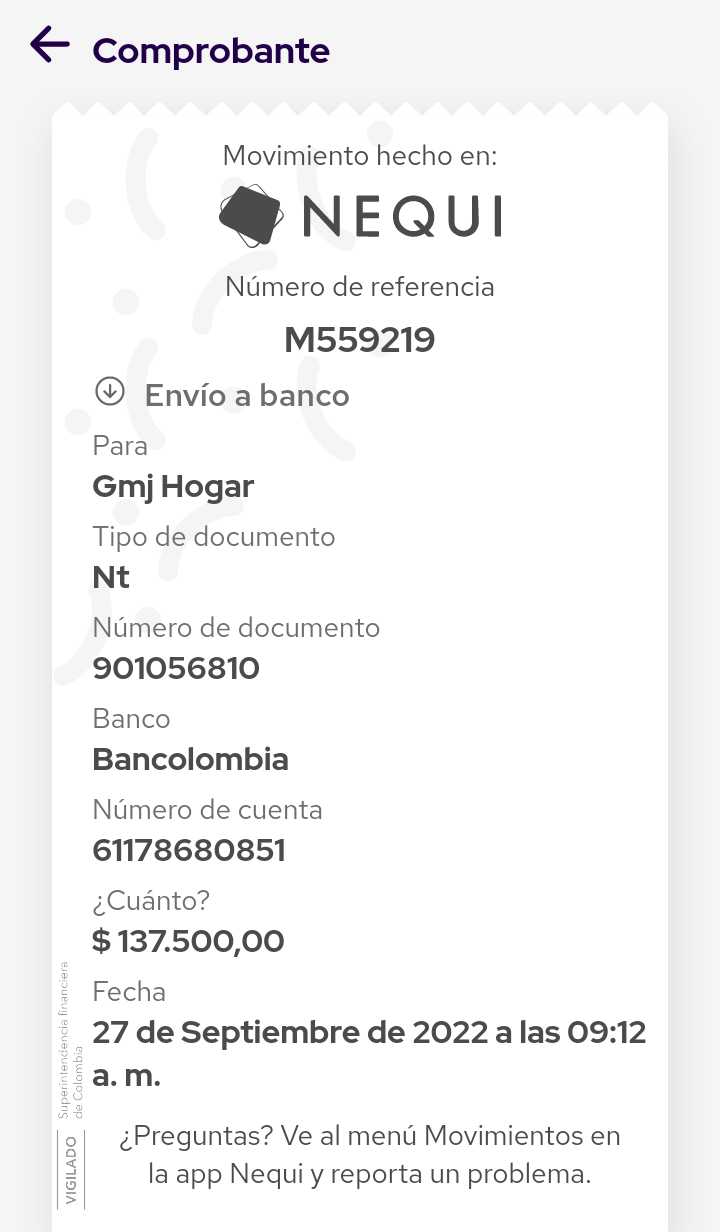 Comprobante
Movimiento hecho en:
NEQUI
Número de referencia
M559219
Envío a banco
Para
Gmj Hogar
Tipo de documento
Nt
Número de documento
901056810
Banco
Bancolombia
Número de cuenta
61178680851
¿Cuánto?
$ 137.500,00
Fecha
27 de Septiembre de 2022 a las 09:12
a. m.
¿Preguntas? Ve al menú Movimientos en
la app Nequi y reporta un problema.
VIGILADO
Superintendencia financiera
de Colombia